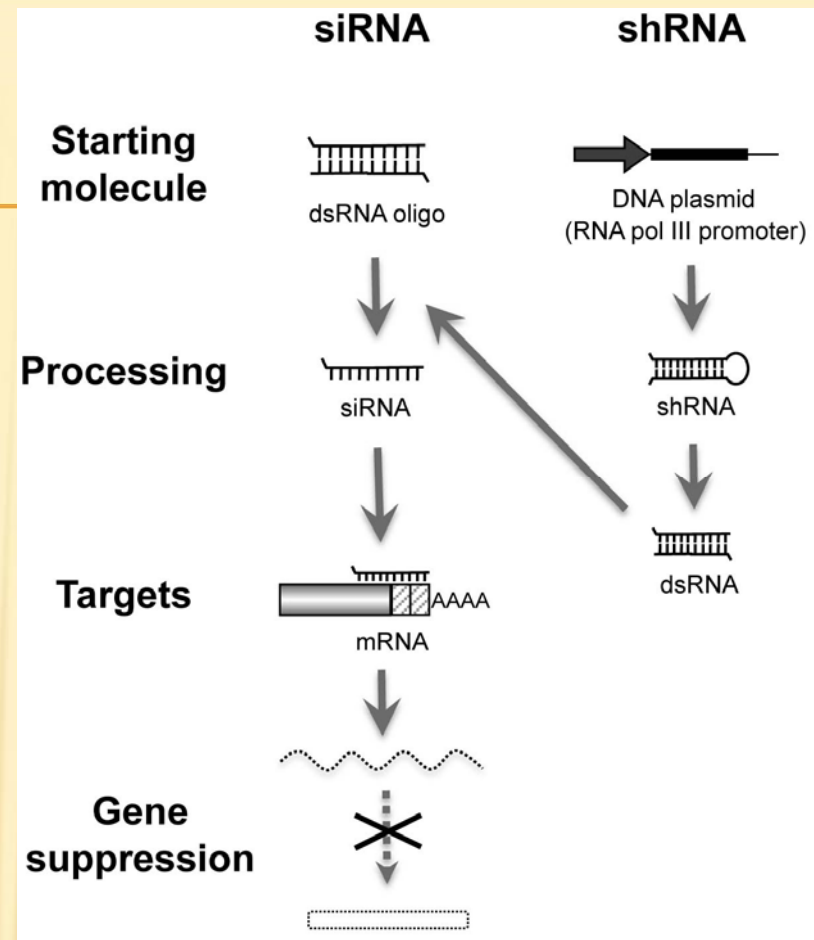 siRNA shRNA
Starting
molecule
dsRNA oligo
DNA plasmid
(RNA pol III promoter)
Processing
siRNA
shRNA
dsRNA
Targets
AAAA
mRNA
Gene
suppression